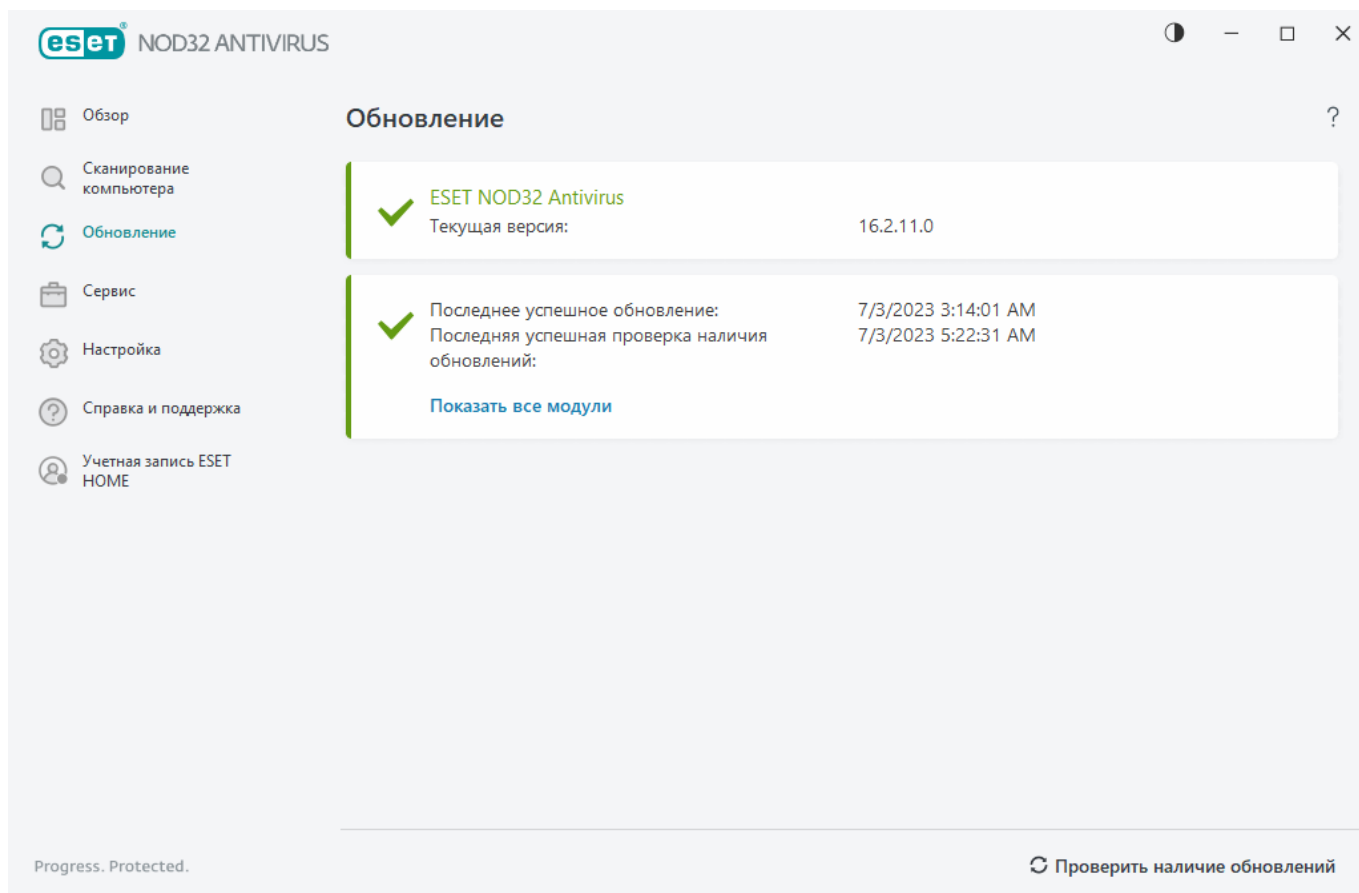 eset® NOD32 ANTIVIRUS
Обзор
Сканирование
компьютера
Обновление
Сервис
Настройка
Справка и поддержка
Учетная запись ESET
HOME
Обновление
?
ESET NOD32 Antivirus
Текущая версия: 16.2.11.0
Последнее успешное обновление: 7/3/2023 3:14:01 AM
Последняя успешная проверка наличия 7/3/2023 5:22:31 AM
обновлений:
Показать все модули
Progress. Protected.
Проверить наличие обновлений